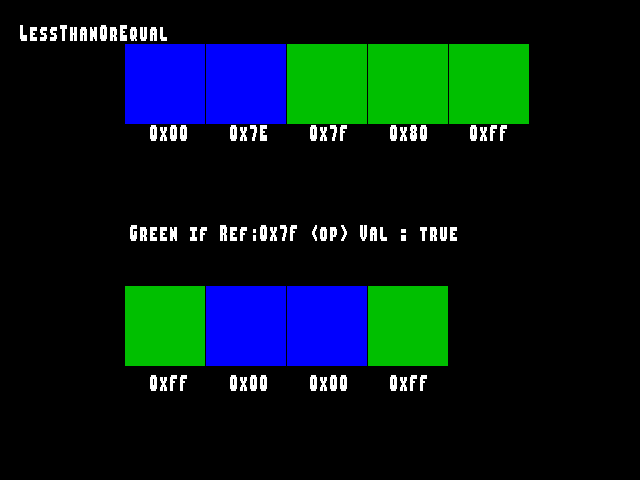 LessThanOrEqual
0x00 0x7E 0x7f 0x80 0xff
Green if Ref:0x7f (op) Val : true
0xff 0x00 0x00 0xff